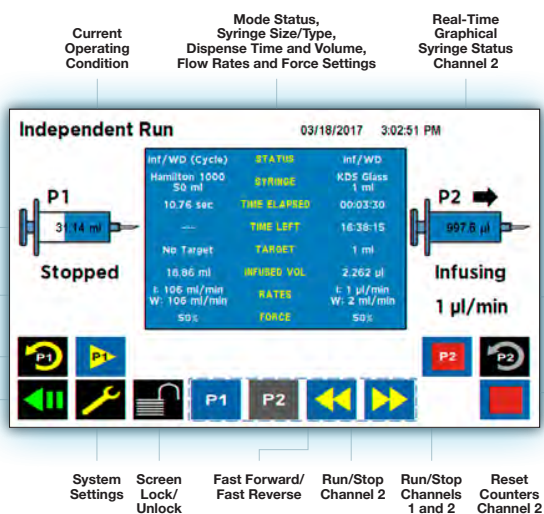 Current
Operating
Condition
Mode Status,
Syringe Size/Type,
Dispense Time and Volume,
Flow Rates and Force Settings
Real-Time
Graphical
Syringe Status
Channel 2
Independent Run
03/18/2017 3:02:51 PM
Inf/WD (Cycle) STATUS Inf/WD
Hamilton 1000 SYRINGE KDS Glass
50 ml 1 ml
10.76 sec TIME ELAPSED 00:03:30
---- TIME LEFT 16:38:15
No Target TARGET 1 ml
18.86 ml INFUSED VOL 2.262 µl
I: 106 ml/min RATES I: 1 µl/min
W: 106 ml/min W: 2 ml/min
50% FORCE 50%
P1
31.14 ml
Stopped
P2
997.8 µl
Infusing
1 µl/min
P1
P1
P2
P2
P1
P2
System
Settings
Screen
Lock/
Unlock
Fast Forward/
Fast Reverse
Run/Stop
Channel 2
Run/Stop
Channels
1 and 2
Reset
Counters
Channel 2